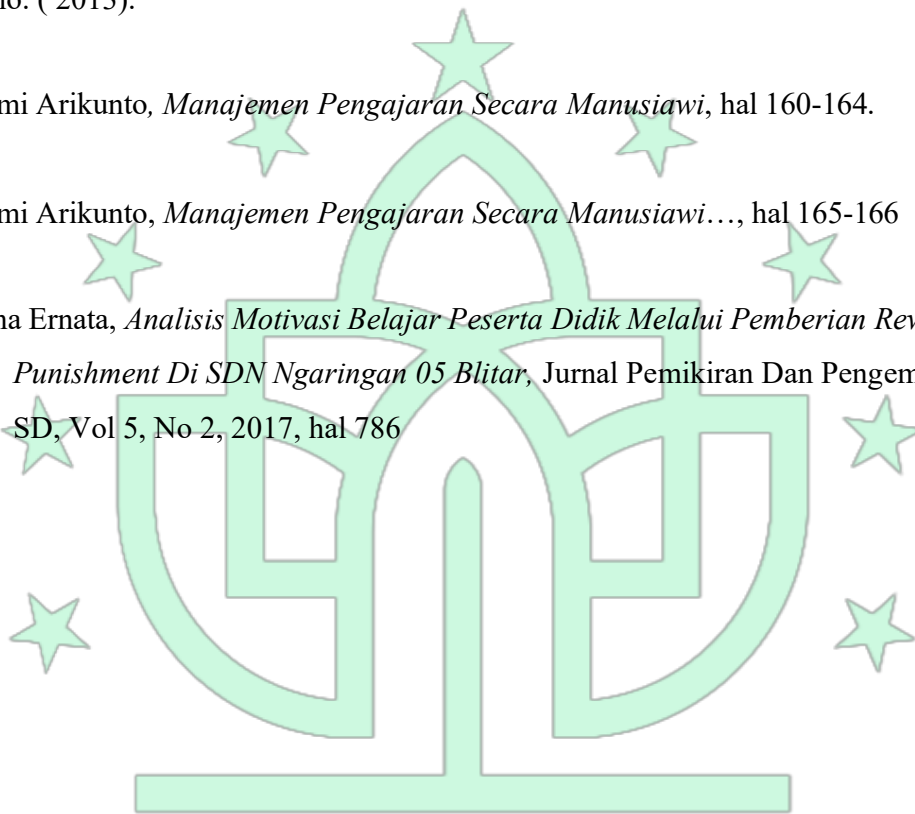 no. ( 2013).
mi Arikunto, Manajemen Pengajaran Secara Manusiawi, hal 160-164.
mi Arikunto, Manajemen Pengajaran Secara Manusiawi…, hal 165-166
na Ernata, Analisis Motivasi Belajar Peserta Didik Melalui Pemberian Rew
Punishment Di SDN Ngaringan 05 Blitar, Jurnal Pemikiran Dan Pengem
SD, Vol 5, No 2, 2017, hal 786